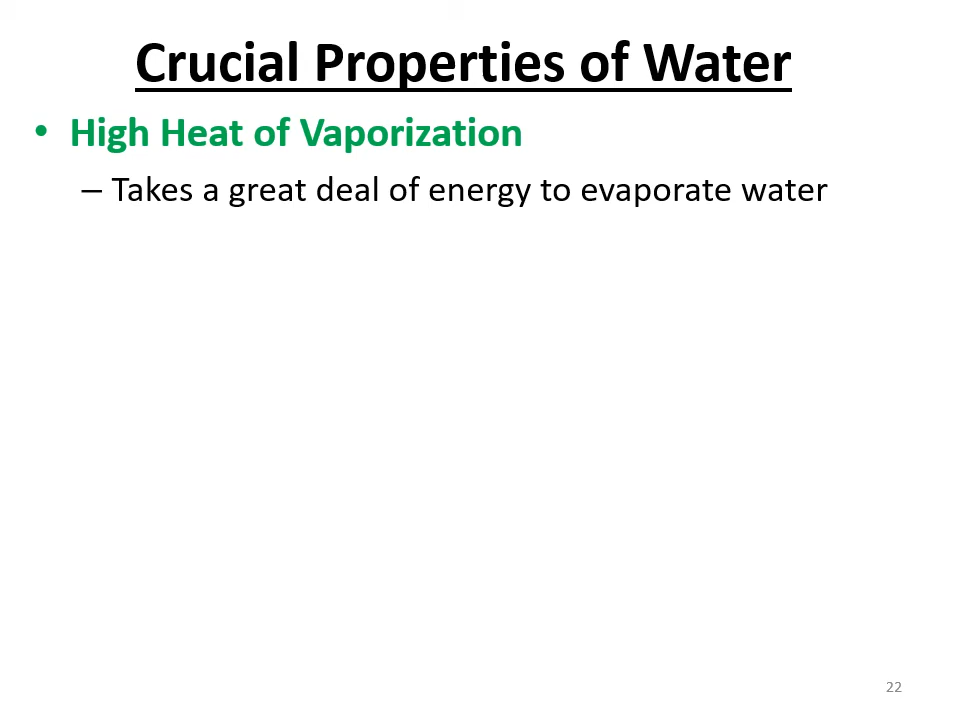 Crucial Properties of Water
• High Heat of Vaporization
– Takes a great deal of energy to evaporate water
22